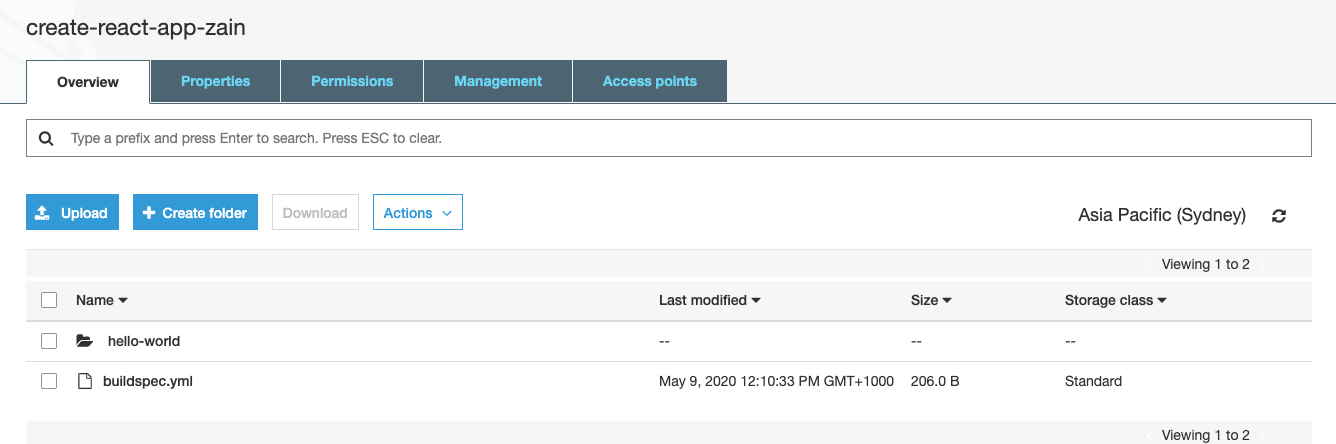 create-react-app-zain
Overview Properties Permissions Management Access points
Type a prefix and press Enter to search. Press ESC to clear.
Upload Create folder Download Actions Asia Pacific (Sydney)
Viewing 1 to 2
Name Last modified Size Storage class
hello-world -- -- --
buildspec.yml May 9, 2020 12:10:33 PM GMT+1000 206.0 B Standard
Viewing 1 to 2